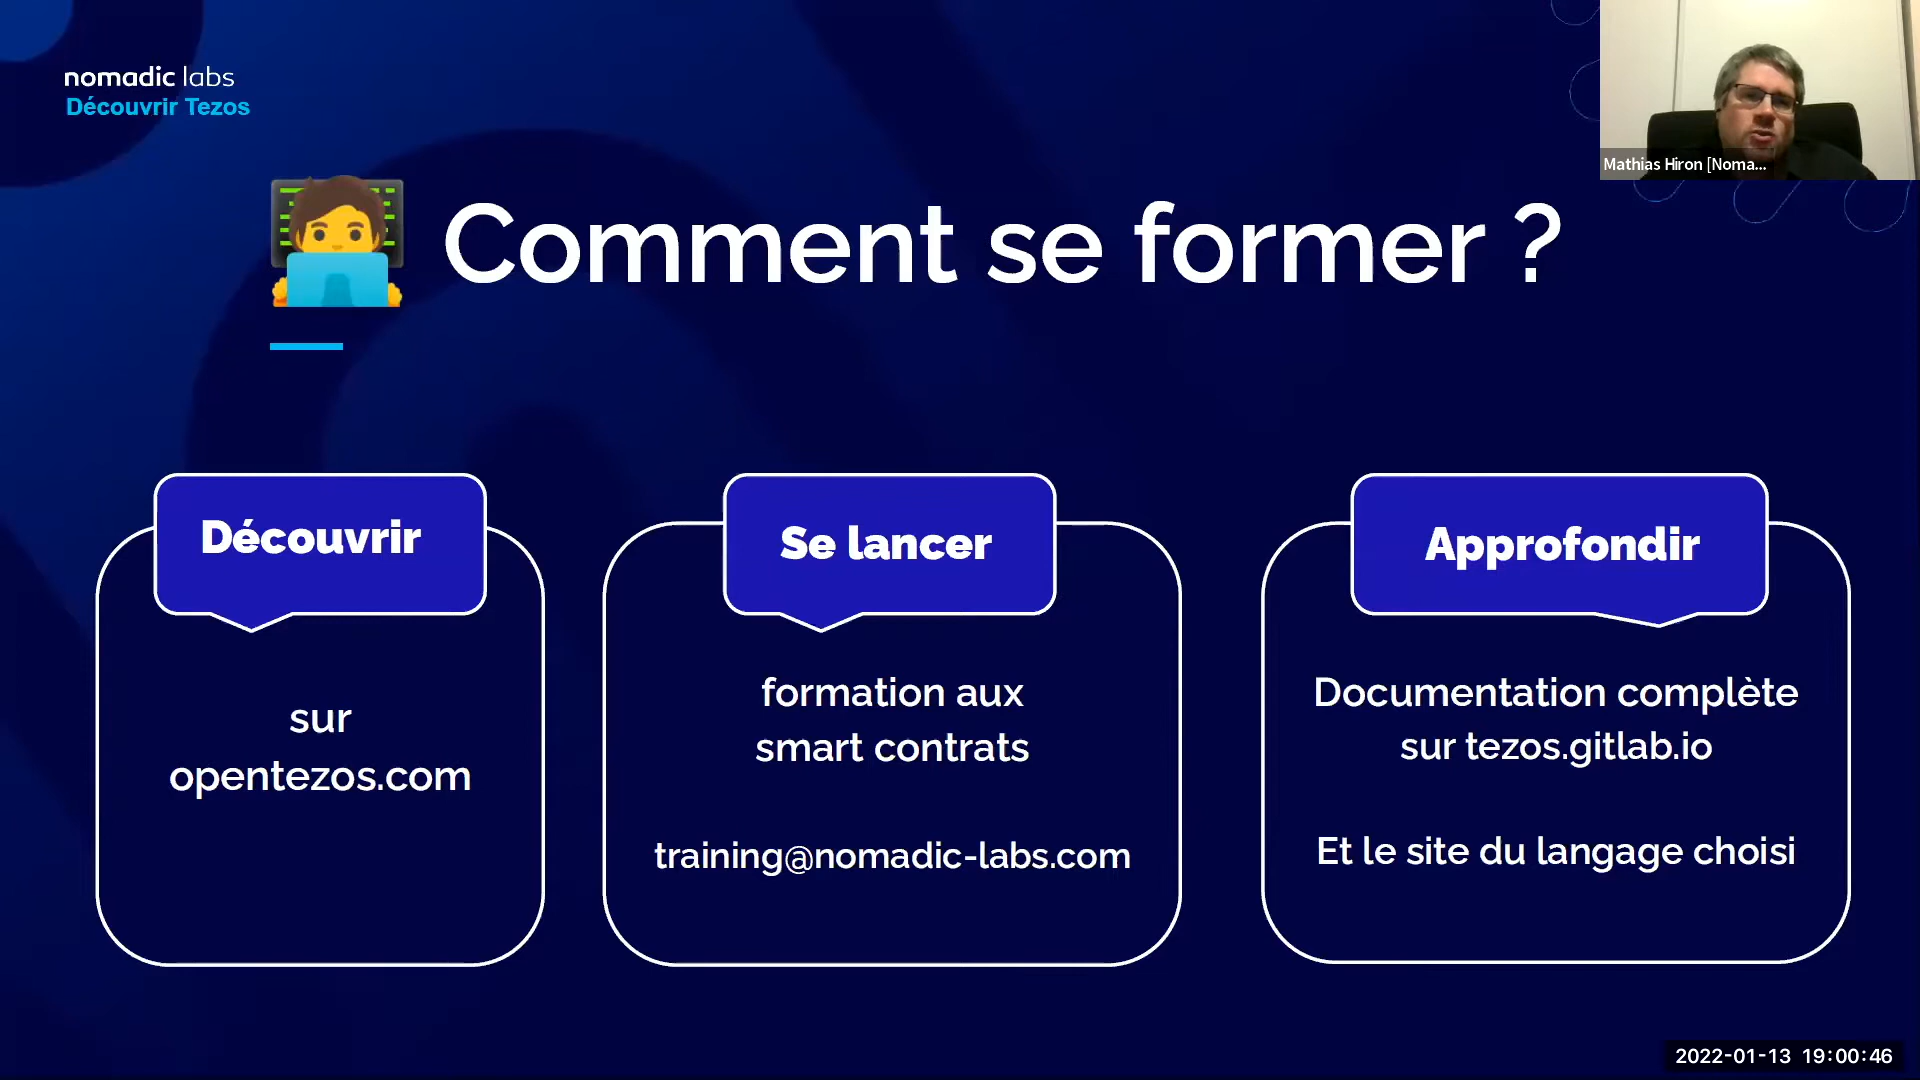 nomadic labs
Découvrir Tezos
Mathias Hiron [Noma...
Comment se former ?
Découvrir
sur
opentezos.com
Se lancer
formation aux
smart contrats
training@nomadic-labs.com
Approfondir
Documentation complète
sur tezos.gitlab.io
Et le site du langage choisi
2022-01-13 19:00:46